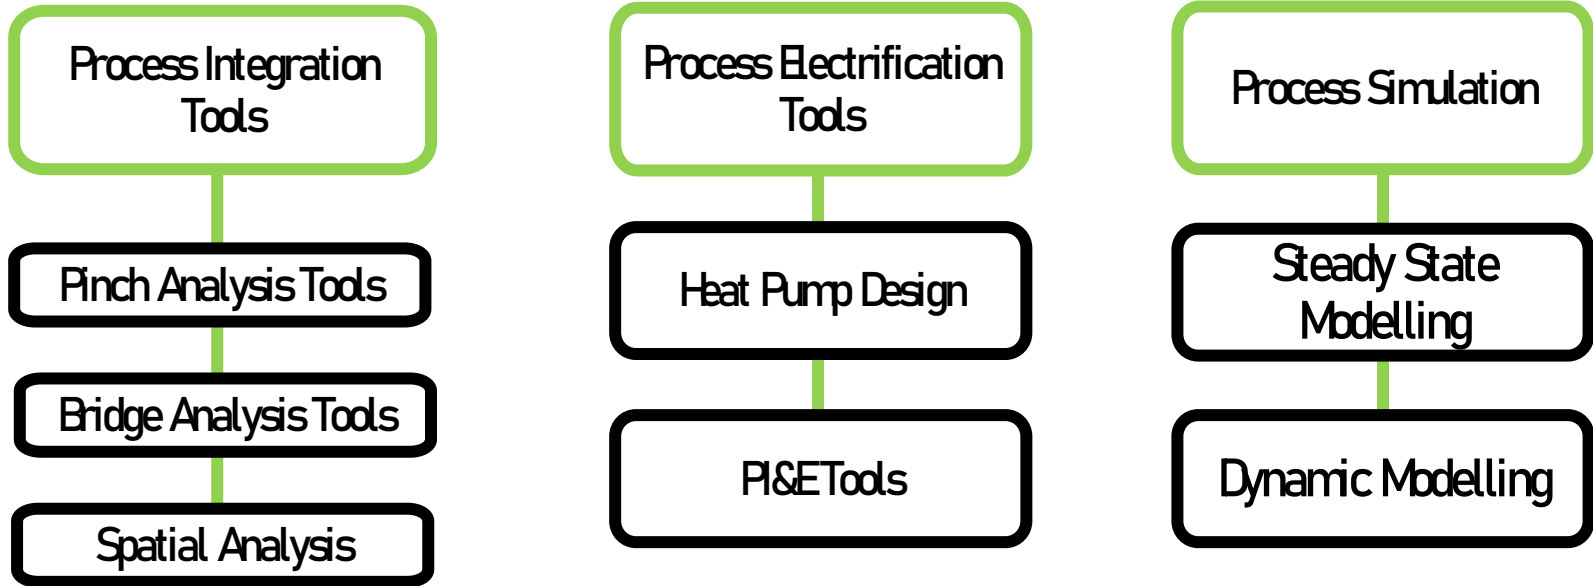 Process Integration
Tools
Pinch Analysis Tools
Bridge Analysis Tools
Spatial Analysis
Process Electrification
Tools
Heat Pump Design
PI&E Tools
Process Simulation
Steady State
Modelling
Dynamic Modelling